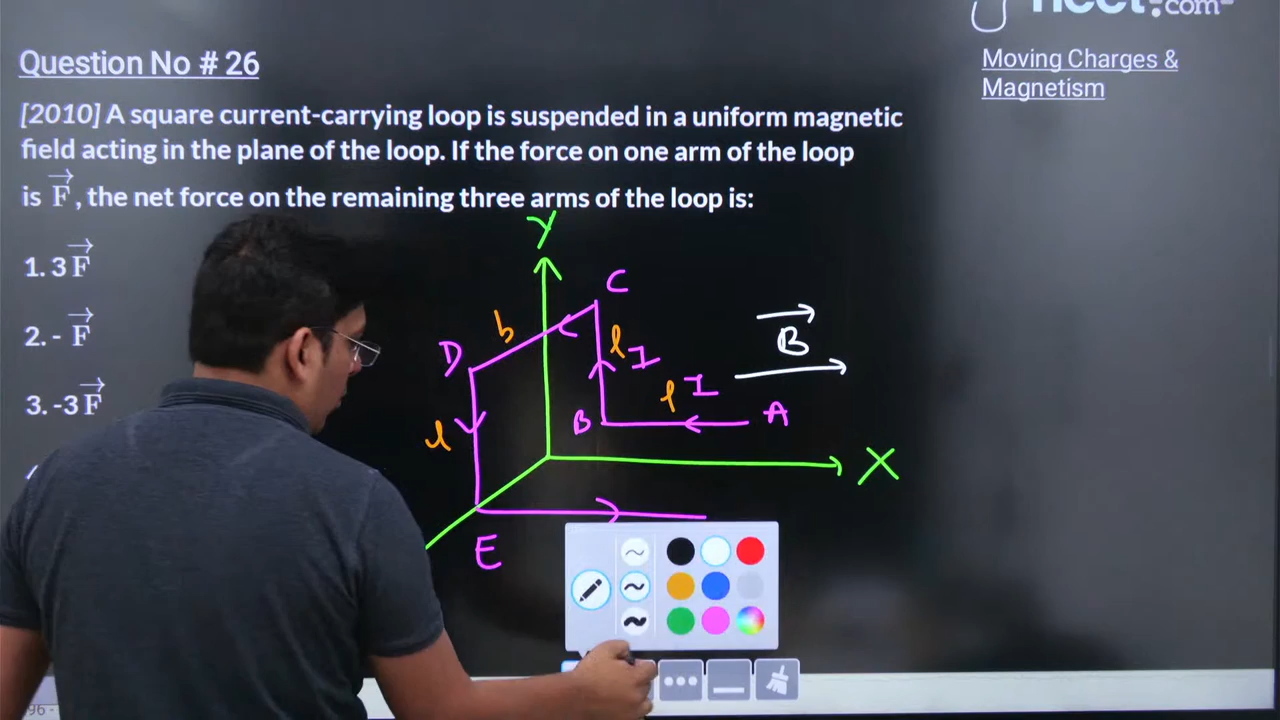 neet.com
Question No # 26
Moving Charges &
Magnetism
[2010] A square current-carrying loop is suspended in a uniform magnetic
field acting in the plane of the loop. If the force on one arm of the loop
is F, the net force on the remaining three arms of the loop is:
1. 3F
2. - F
3. -3F
Y
C
B
b
l
I
D
l
I
B
A
l
X
E